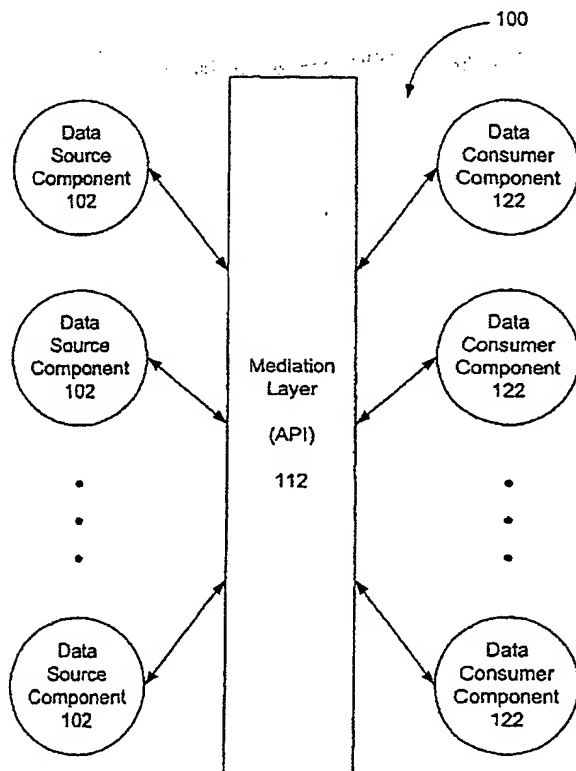 100
Data
Source
Component
102
Data
Consumer
Component
122
Data
Source
Component
102
Mediation
Layer
(API)
112
Data
Consumer
Component
122
Data
Source
Component
102
Data
Consumer
Component
122